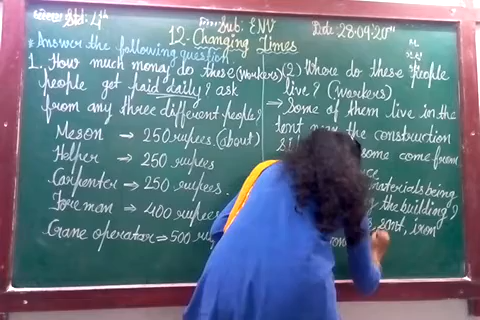 Std: 4th Sub: ENV Date 28.09.20
12. Changing Times
*Answer the following question
1. How much money do these (workers)
people get paid daily? ask
from any three different people?
Meson → 250 rupees (about)
Helper → 250 rupees
Carpenter → 250 rupees.
Fore man → 400 rupees
Crane operator ⇒ 500
(2) Where do these people
live? (workers)
⇒ Some of them live in the
tent the construction
some come from
materials being
the building?
iron